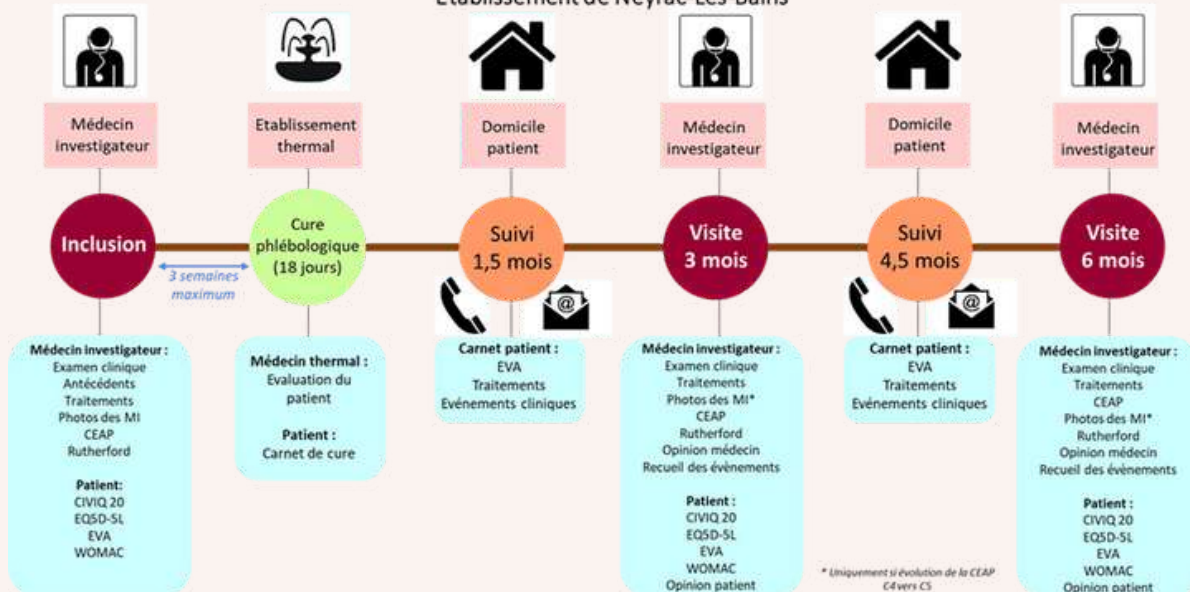 Etablissement de Neyrac-Les-Bains
Médecin
investigateur
Etablissement
thermal
Domicile
patient
Médecin
investigateur
Domicile
patient
Médecin
investigateur
Inclusion
3 semaines
maximum
Cure
phlébologique
(18 jours)
Suivi
1,5 mois
Visite
3 mois
Suivi
4,5 mois
Visite
6 mois
Médecin investigateur :
Examen clinique
Antécédents
Traitements
Photos des MI
CEAP
Rutherford
Patient:
CIVIQ 20
EQ5D-5L
EVA
WOMAC
Médecin thermal :
Evaluation du
patient
Patient :
Carnet de cure
Carnet patient :
EVA
Traitements
Evénements cliniques
Médecin investigateur :
Examen clinique
Traitements
Photos des MI*
CEAP
Rutherford
Opinion médecin
Recueil des évènements
Patient :
CIVIQ 20
EQ5D-5L
EVA
WOMAC
Opinion patient
Carnet patient :
EVA
Traitements
Evénements cliniques
* Uniquement si évolution de la CEAP
C4 vers C5
Médecin investigateur :
Examen clinique
Traitements
CEAP
Photos des MI*
Rutherford
Opinion médecin
Recueil des évènements
Patient :
CIVIQ 20
EQ5D-5L
EVA
WOMAC
Opinion patient